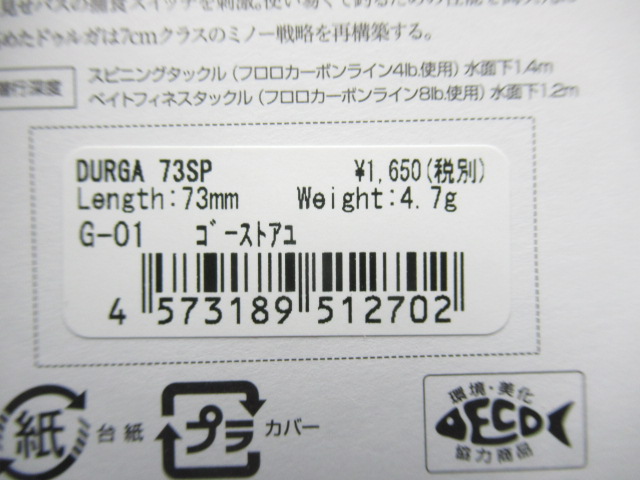 めたドゥルガは7cmクラスのミノー戦略を再構築する。
潜行深度
スピニングタックル(フロロカーボンライン4lb.使用)水面下1.4m
ベイトフィネスタックル(フロロカーボンライン8lb.使用)水面下1.2m
DURGA 73SP ¥1,650(税別)
Length:73mm Weight:4.7g
G-01 ゴーストアユ
4 573189 512702
紙 台紙
プラ カバー
環境・美化
ECO
協力商品